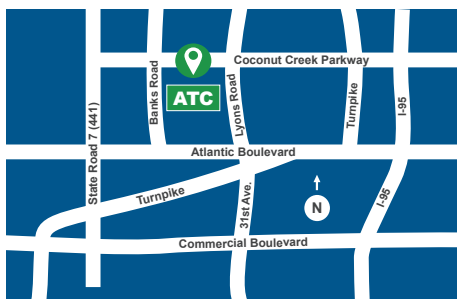 Coconut Creek Parkway
Banks Road
ATC
Lyons Road
Turnpike
I-95
State Road 7 (441)
Atlantic Boulevard
Turnpike
31st Ave.
N
I-95
Commercial Boulevard